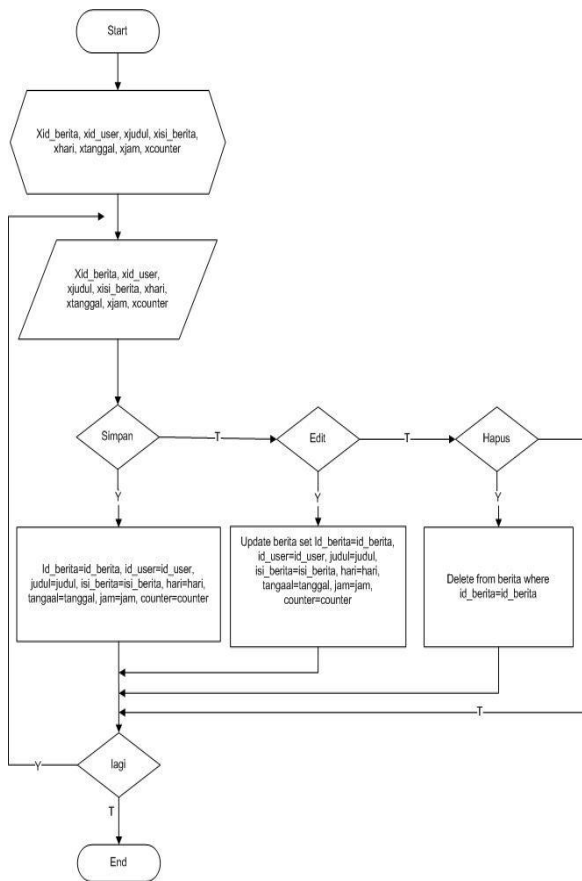 Start
Xid_berita, xid_user, xjudul, xisi_berita,
xhari, xtanggal, xjam, xcounter
Xid_berita, xid_user,
xjudul, xisi_berita, xhari,
xtanggal, xjam, xcounter
Simpan
T
Edit
T
Hapus
Y
Y
Y
Id_berita=id_berita, id_user=id_user,
judul=judul, isi_berita=isi_berita, hari=hari,
tangaal=tanggal, jam=jam, counter=counter
Update berita set Id_berita=id_berita,
id_user=id_user, judul=judul,
isi_berita=isi_berita, hari=hari,
tangaal=tanggal, jam=jam,
counter=counter
Delete from berita where
id_berita=id_berita
T
Y
lagi
T
End